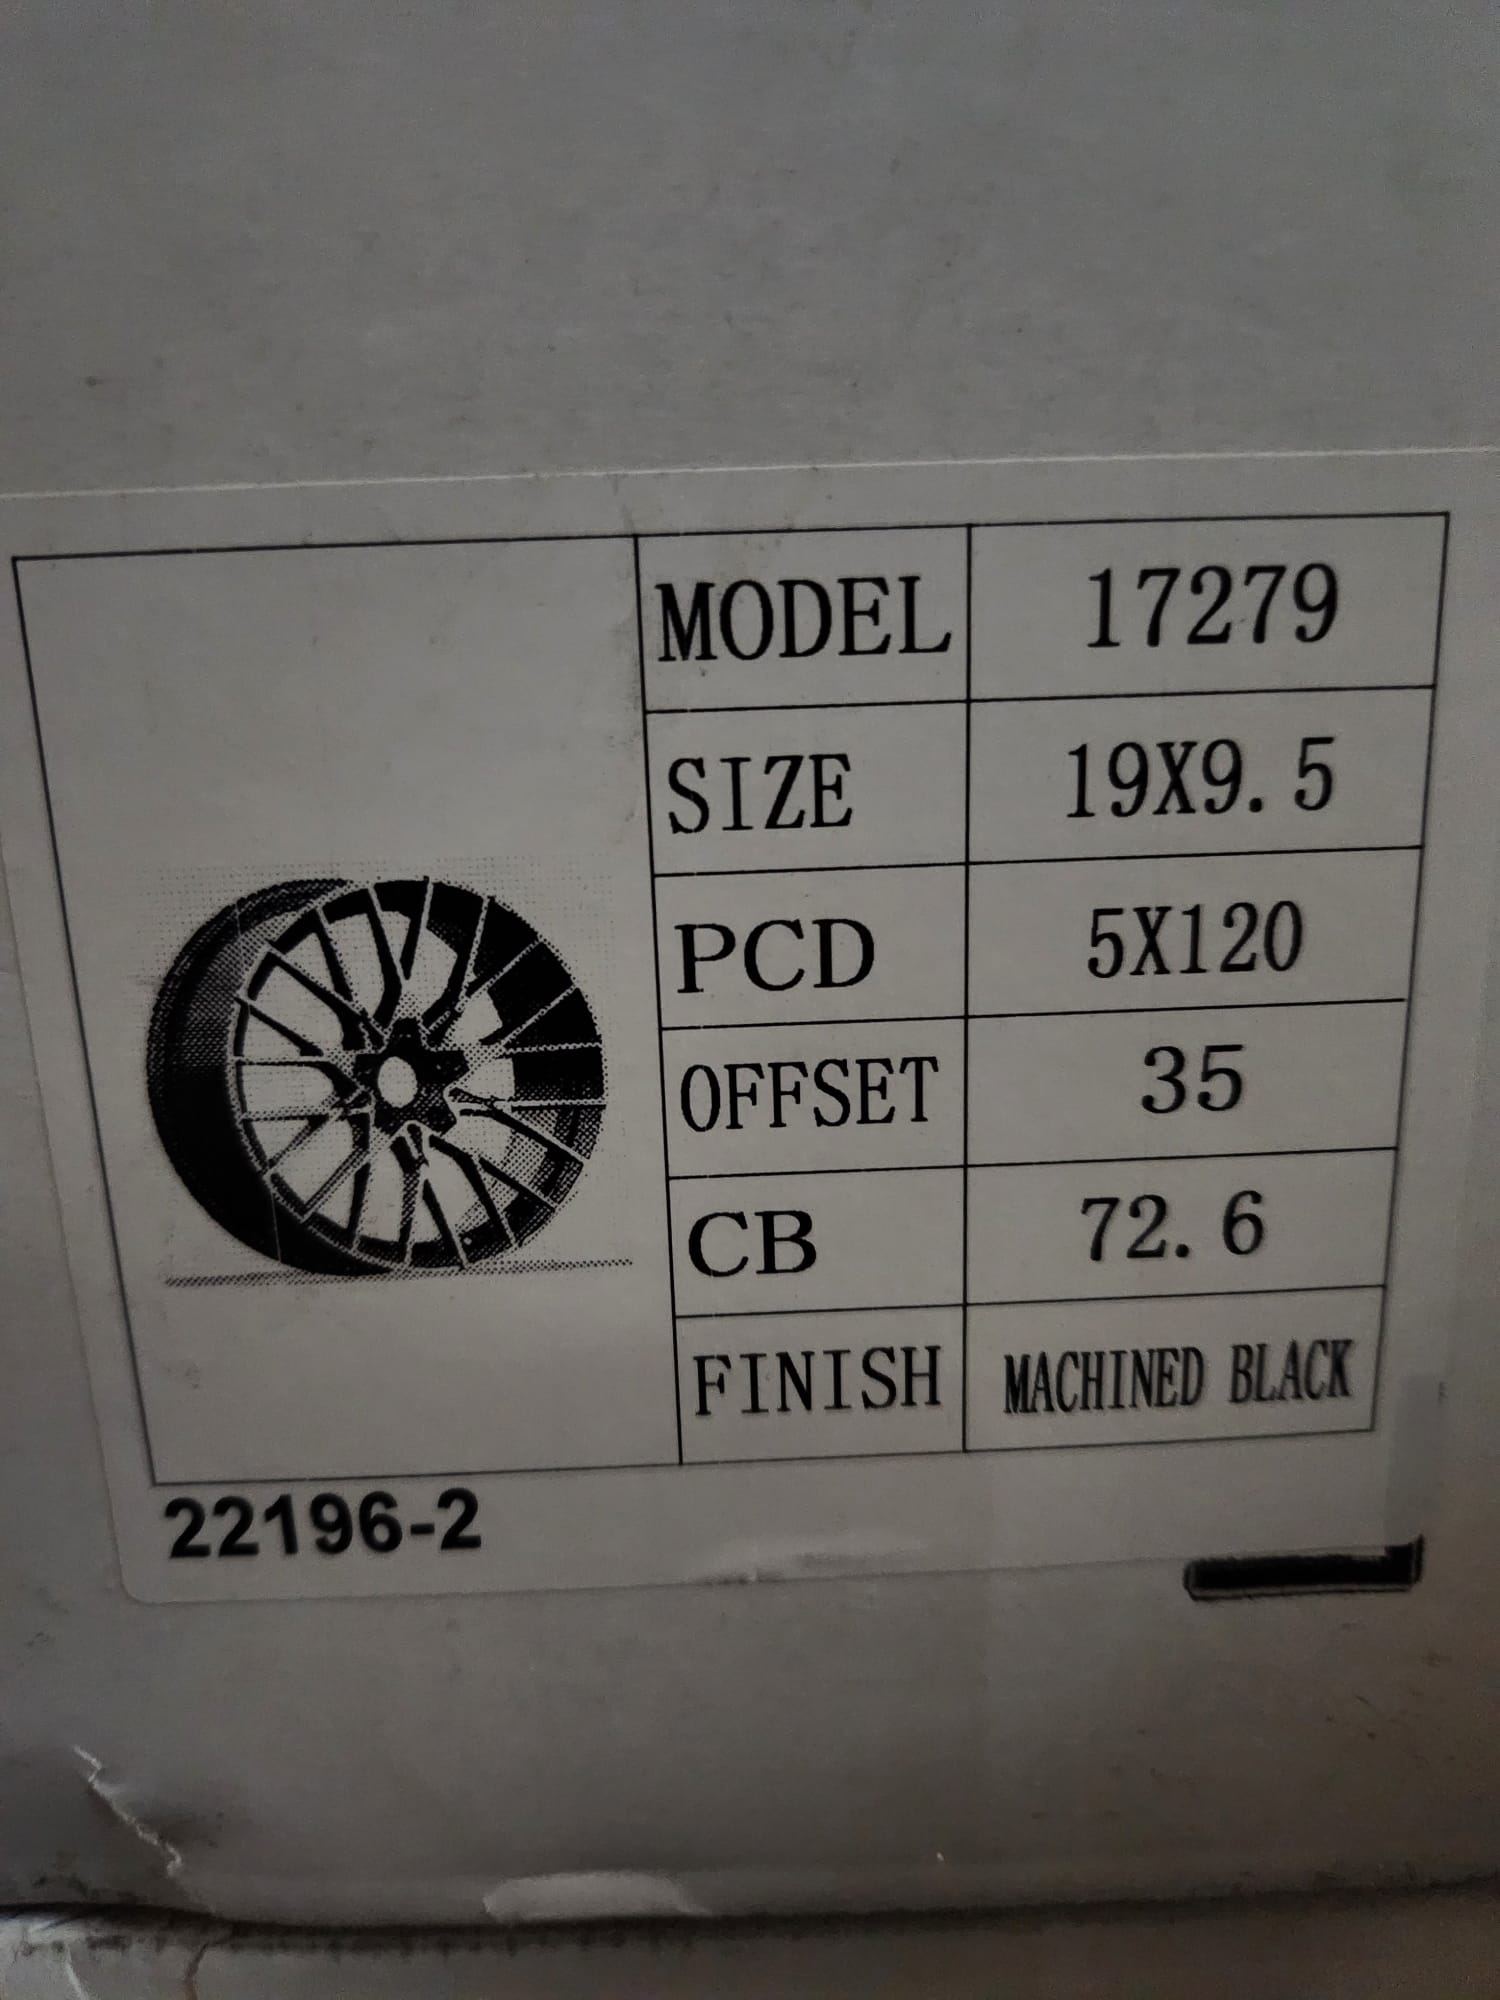 MODEL 17279
SIZE 19X9.5
PCD 5X120
OFFSET 35
CB 72.6
FINISH MACHINED BLACK
22196-2